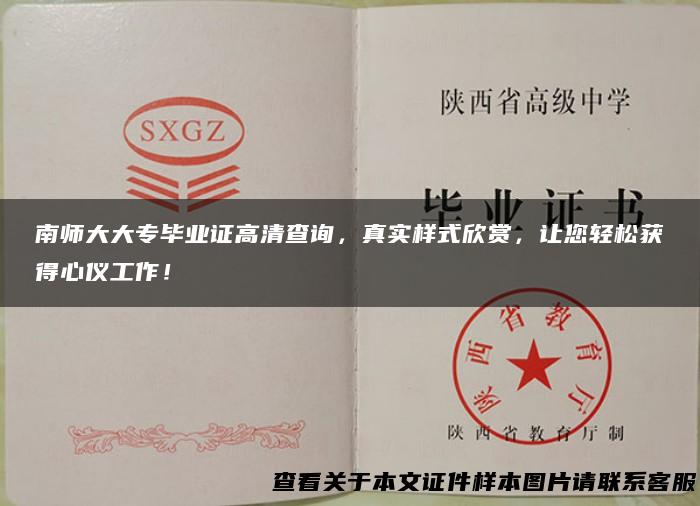 SXGZ
陕西省高级中学
毕业证书
南师大大专毕业证高清查询，真实样式欣赏，让您轻松获
得心仪工作！
陕西省教育厅
陕西省教育厅制
查看关于本文证件样本图片请联系客服